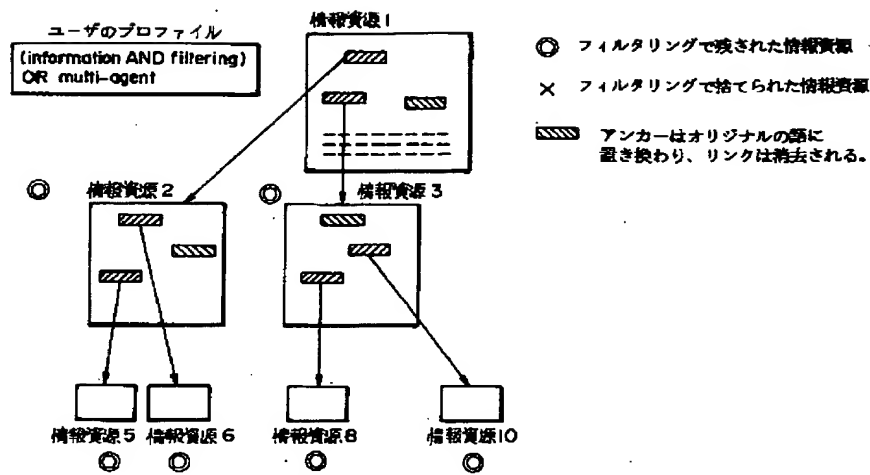 ユーザのプロファイル
(information AND filtering)
OR multi-agent
情報資源1
◎ フィルタリングで残された情報資源
× フィルタリングで捨てられた情報資源
アンカーはオリジナルの語に
置き換わり、リンクは消去される。
情報資源2
情報資源3
情報資源5
情報資源6
情報資源8
情報資源10